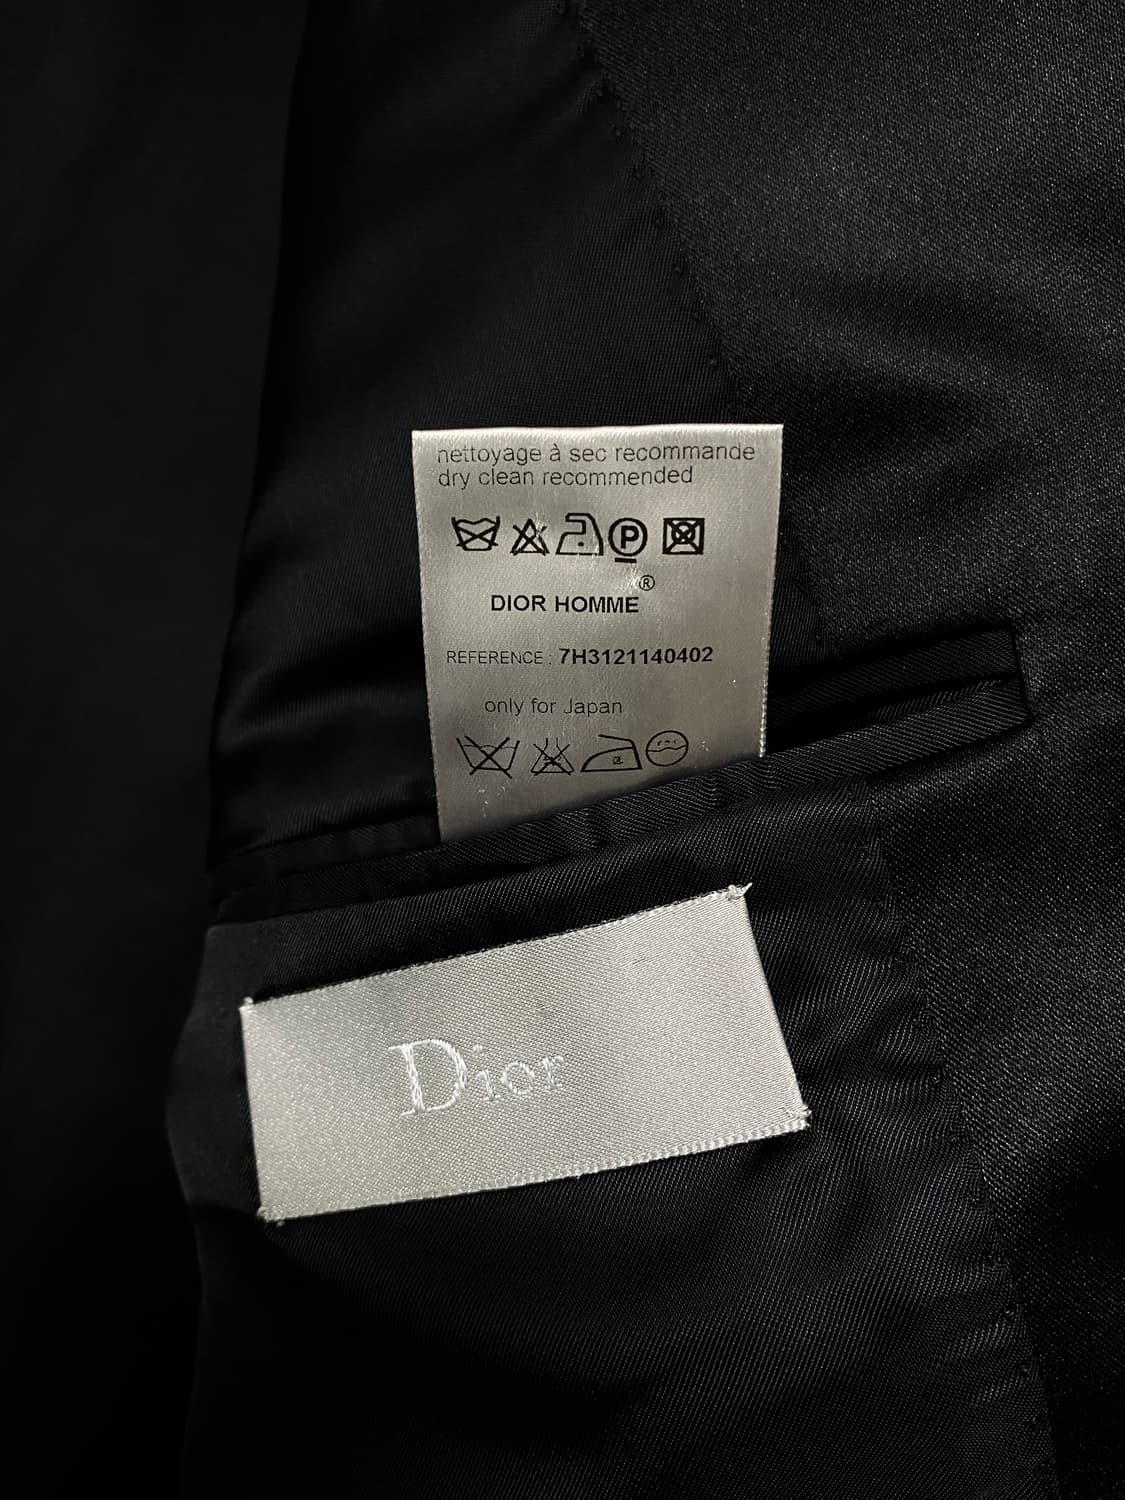 nettoyage à sec recommande
dry clean recommended
P
DIOR HOMME®
REFERENCE : 7H3121140402
only for Japan
Dior